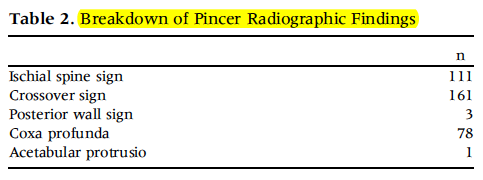 Table 2. Breakdown of Pincer Radiographic Findings
n
Ischial spine sign 111
Crossover sign 161
Posterior wall sign 3
Coxa profunda 78
Acetabular protrusio 1